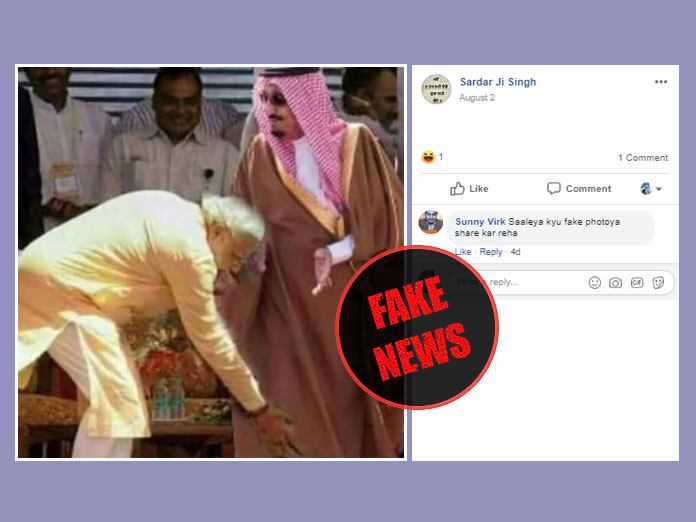 Sardar Ji Singh
August 2
1
1 Comment
Like
Comment
Sunny Virk Saaleya kyu fake photoya
share kar reha
Like · Reply · 4d
reply...
GIF
FAKE
NEWS